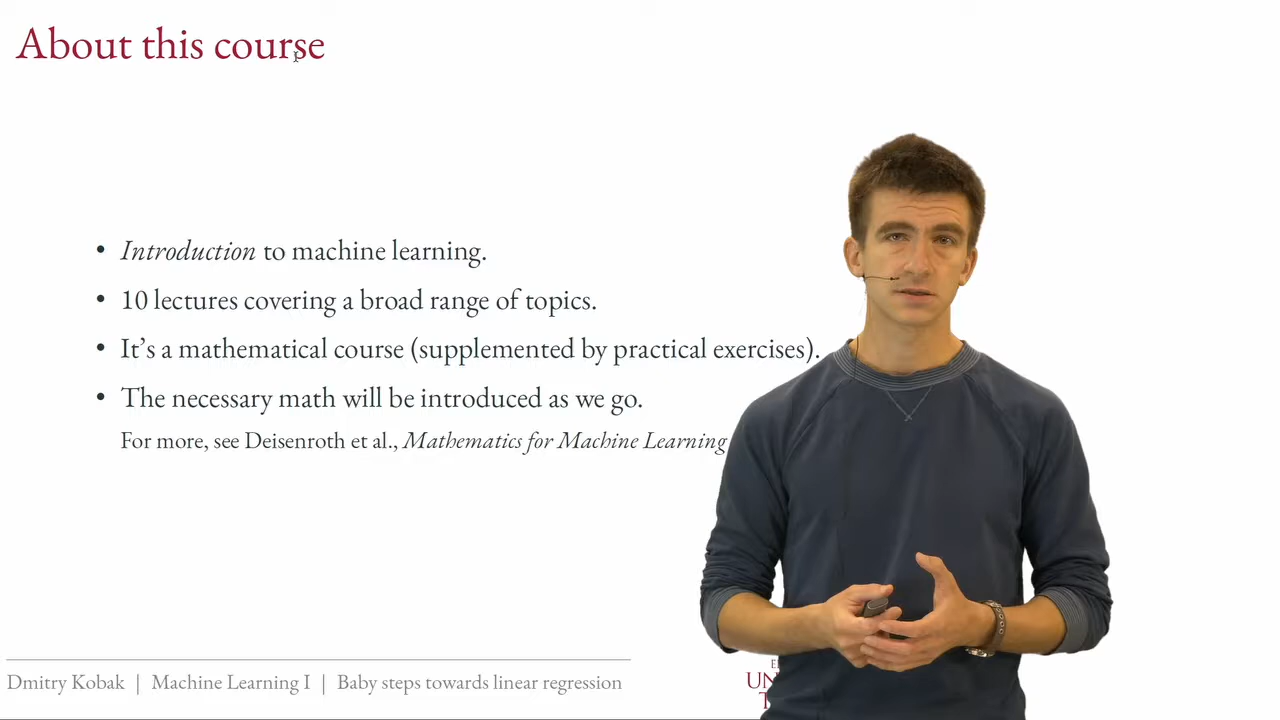 About this course
• Introduction to machine learning.
• 10 lectures covering a broad range of topics.
• It's a mathematical course (supplemented by practical exercises).
• The necessary math will be introduced as we go.
For more, see Deisenroth et al., Mathematics for Machine Learning
Dmitry Kobak | Machine Learning I | Baby steps towards linear regression